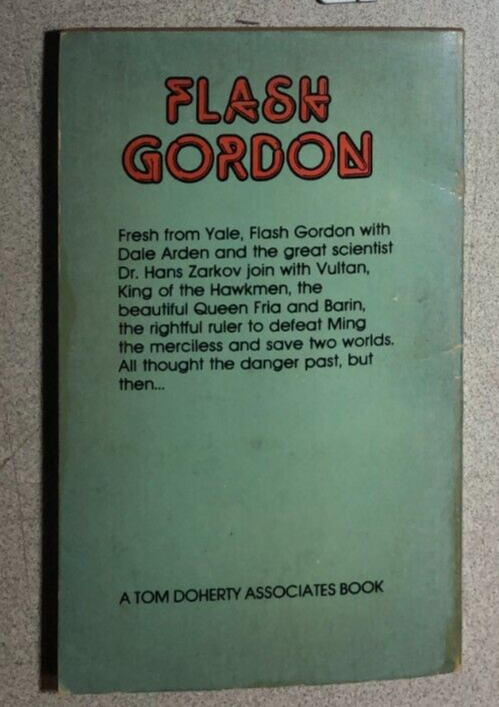 FLASH
GORDON
Fresh from Yale, Flash Gordon with
Dale Arden and the great scientist
Dr. Hans Zarkov join with Vultan,
King of the Hawkmen, the
beautiful Queen Fria and Barin,
the rightful ruler to defeat Ming
the merciless and save two worlds.
All thought the danger past, but
then...
A TOM DOHERTY ASSOCIATES BOOK